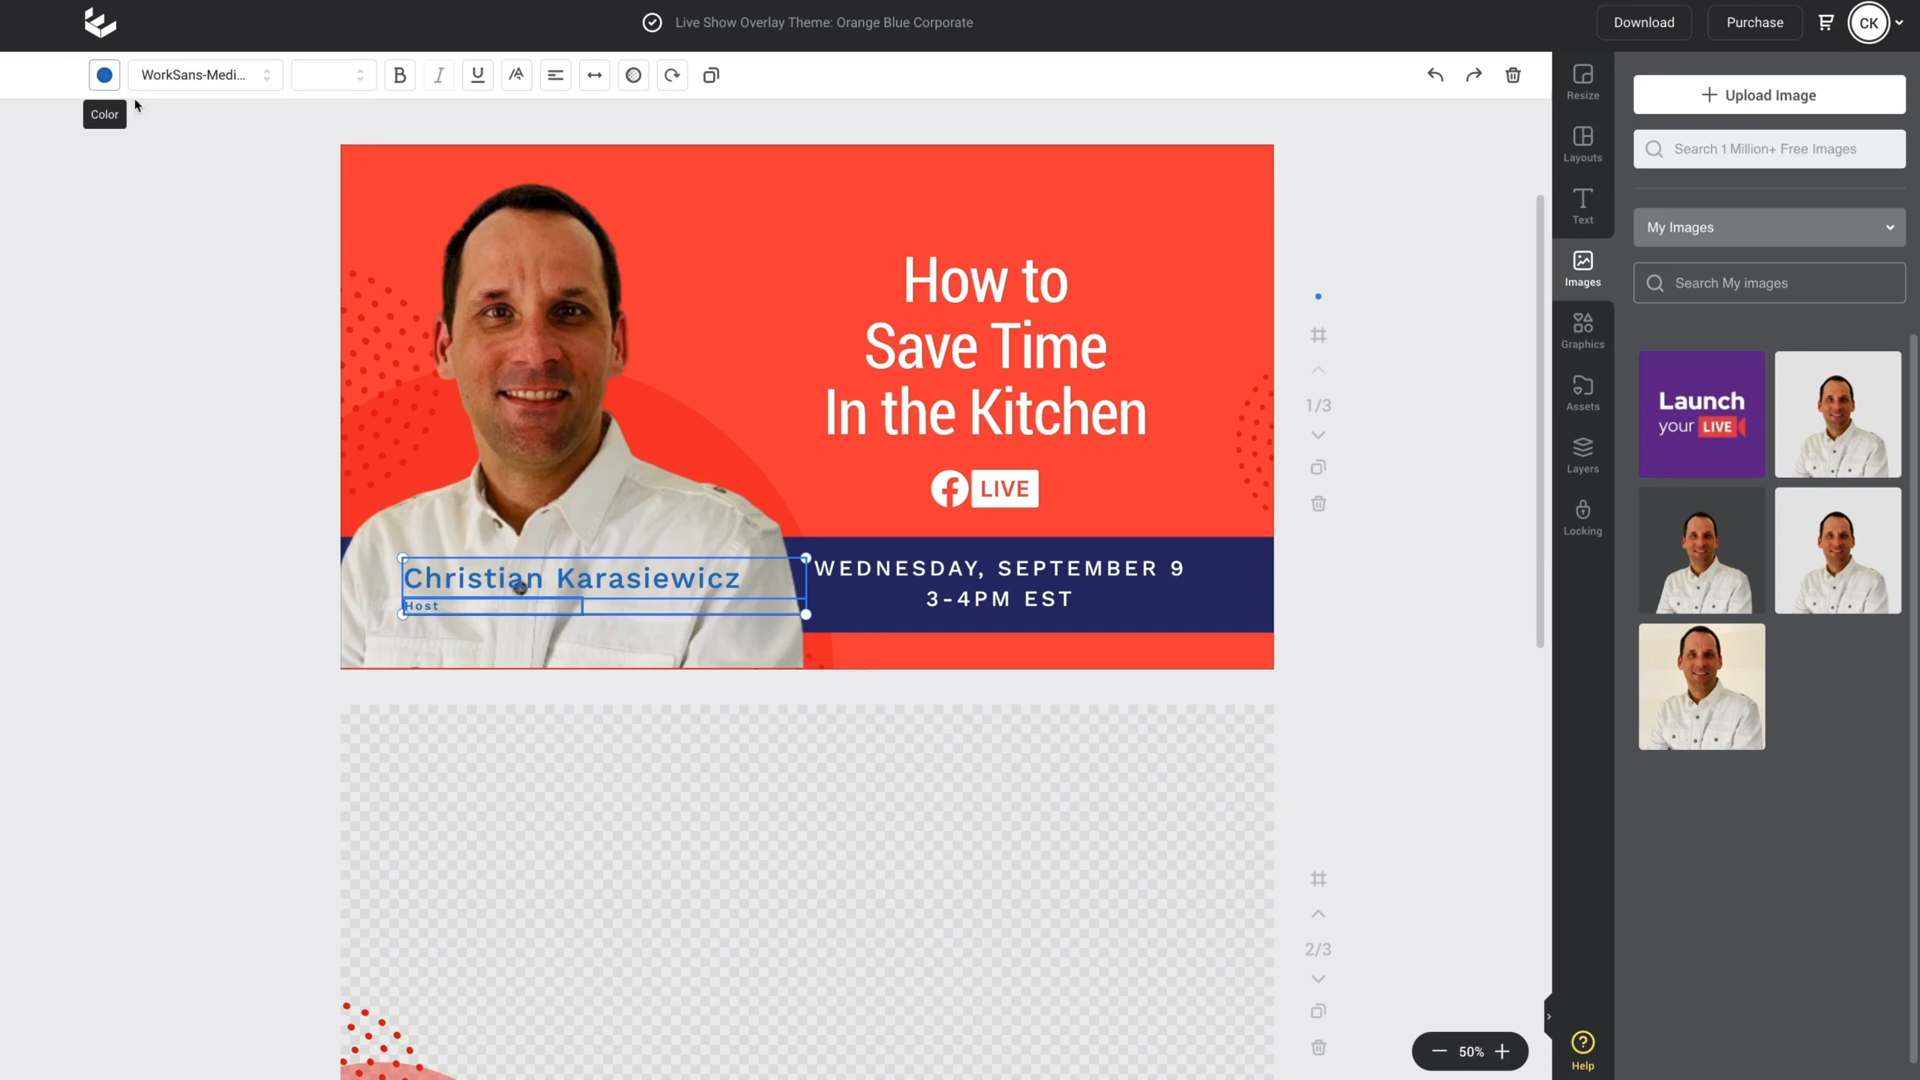 Live Show Overlay Theme: Orange Blue Corporate
Download
Purchase
CK
WorkSans-Medi...
B
I
U
Color
Resize
Layouts
Text
Images
Graphics
Assets
Layers
Locking
Help
+ Upload Image
Search 1 Million+ Free Images
My Images
Search My images
Launch
your LIVE
How to
Save Time
In the Kitchen
LIVE
Christian Karasiewicz
Host
WEDNESDAY, SEPTEMBER 9
3-4PM EST
1/3
2/3
50%